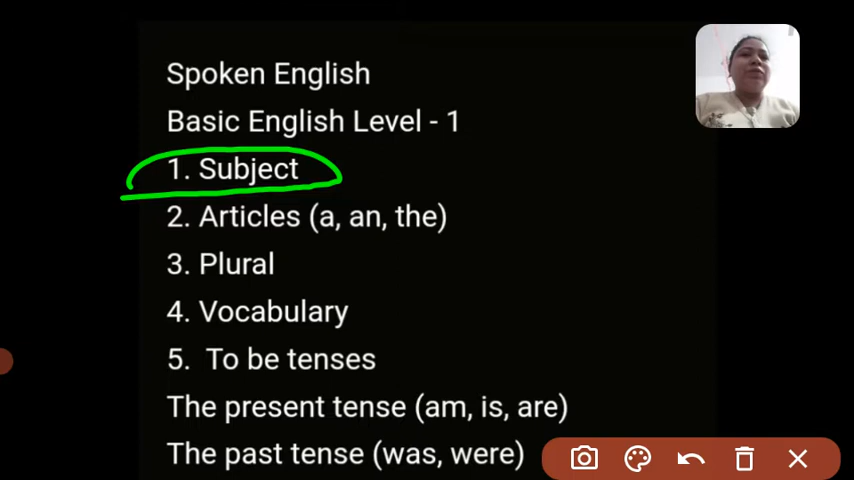 Spoken English
Basic English Level - 1
1. Subject
2. Articles (a, an, the)
3. Plural
4. Vocabulary
5. To be tenses
The present tense (am, is, are)
The past tense (was, were)